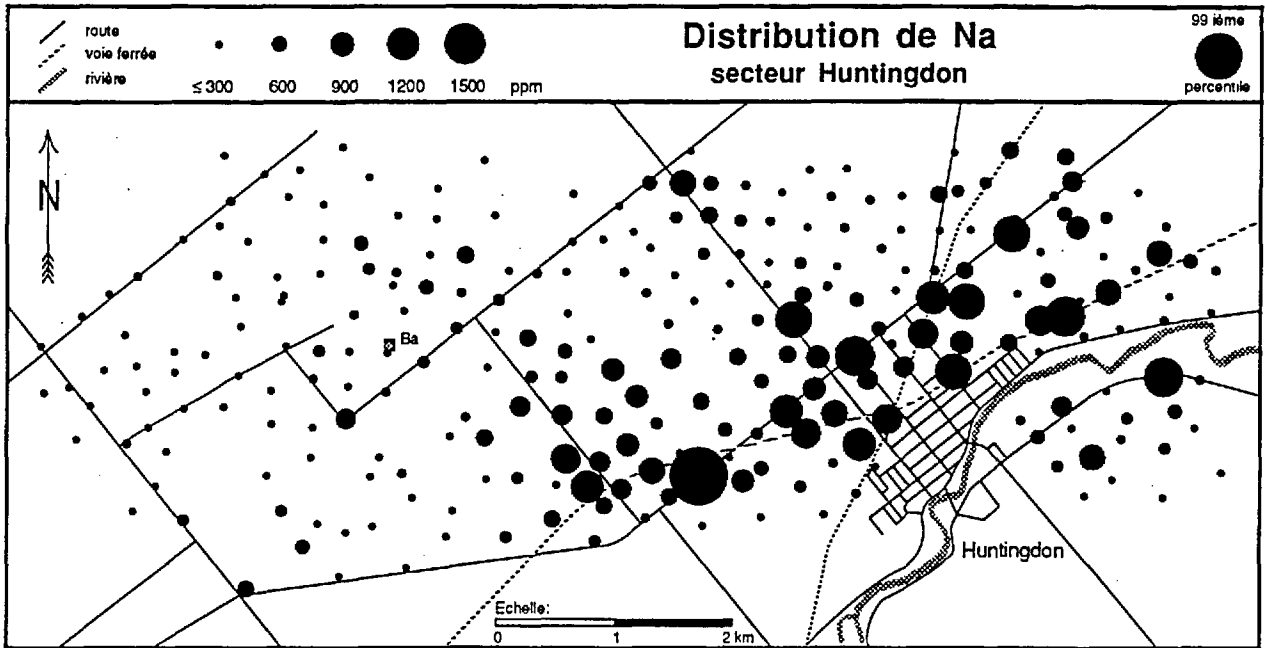 route
voie ferrée
rivière
≤300 600 900 1200 1500 ppm
Distribution de Na
secteur Huntingdon
99 ième
percentile
N
Ba
Huntingdon
Echelle:
0 1 2 km